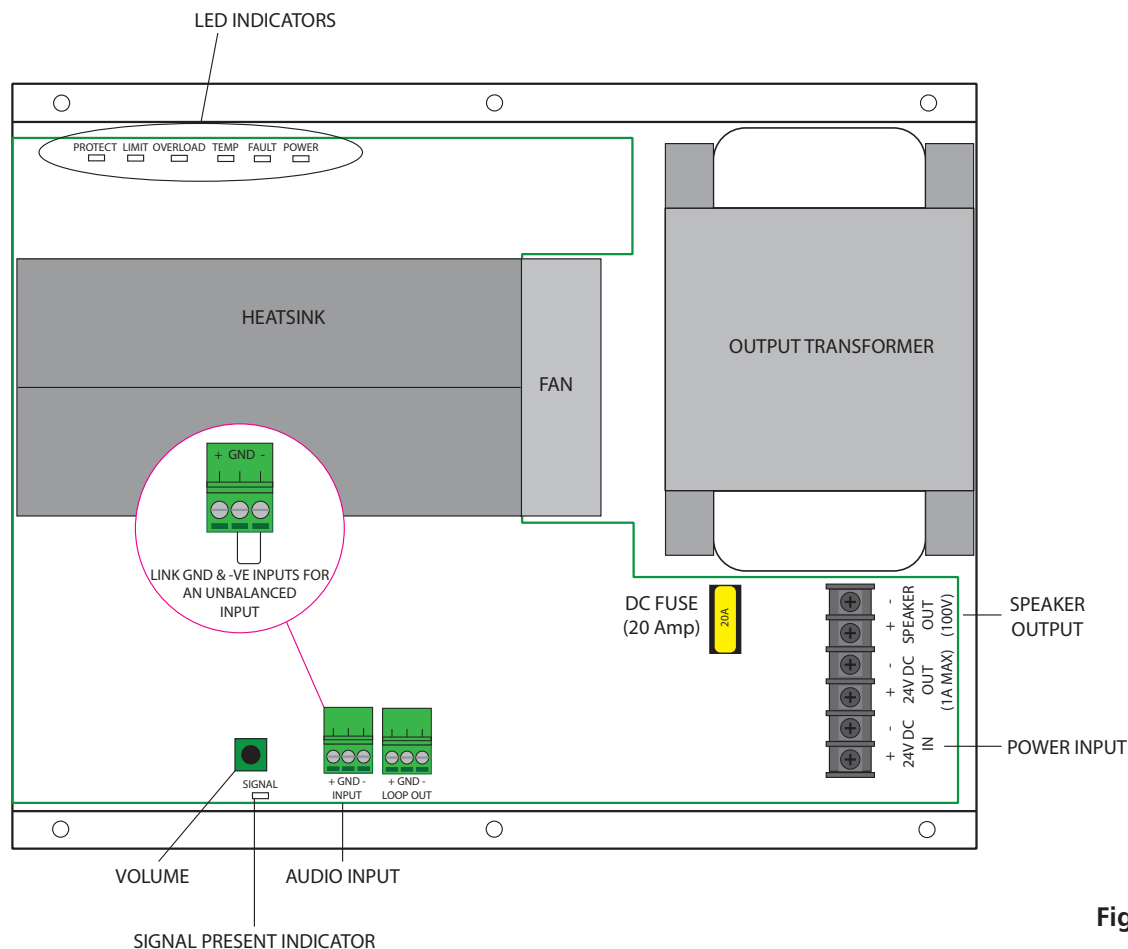 LED INDICATORS
PROTECT LIMIT OVERLOAD TEMP FAULT POWER
HEATSINK
FAN
OUTPUT TRANSFORMER
+ GND -
LINK GND & -VE INPUTS FOR
AN UNBALANCED
INPUT
DC FUSE
(20 Amp)
20A
- +
SPEAKER
OUT
(100V)
- +
24V DC
OUT
(1A MAX)
- +
24V DC
IN
SPEAKER
OUTPUT
POWER INPUT
SIGNAL
+ GND -
INPUT
+ GND -
LOOP OUT
VOLUME
AUDIO INPUT
SIGNAL PRESENT INDICATOR
Fig